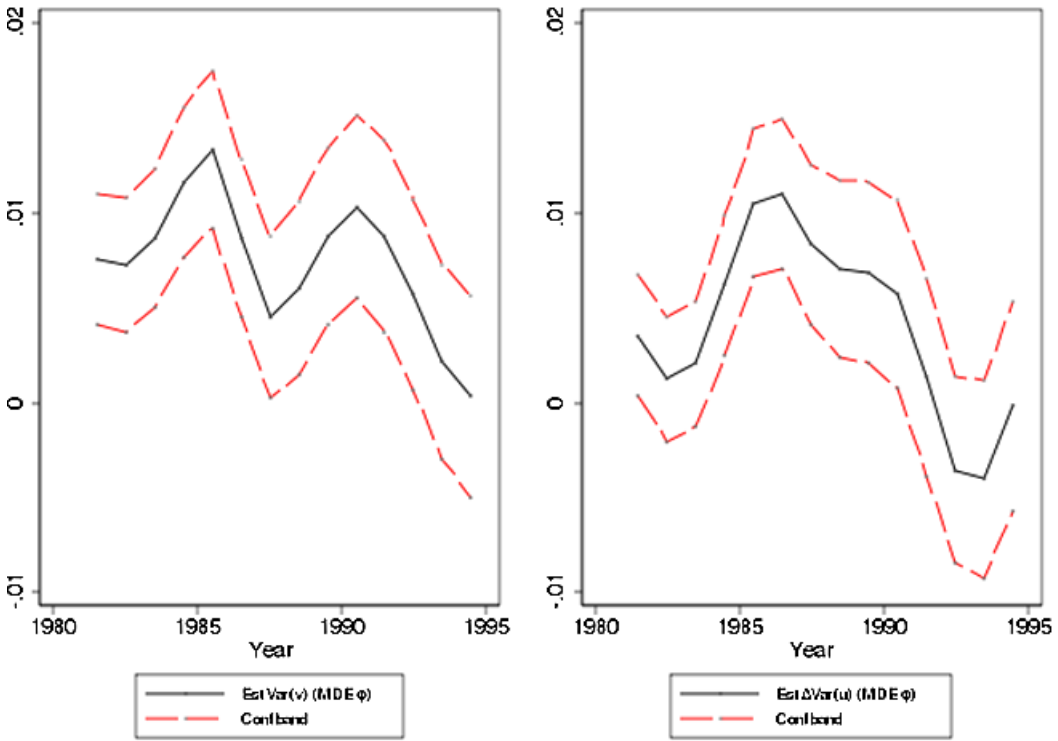 .02
.01
0
-.01
1980 1985 1990 1995
Year
Est Var(v) (MDE φ)
Conf band
.02
.01
0
-.01
1980 1985 1990 1995
Year
Est ΔVar(u) (MDE φ)
Conf band